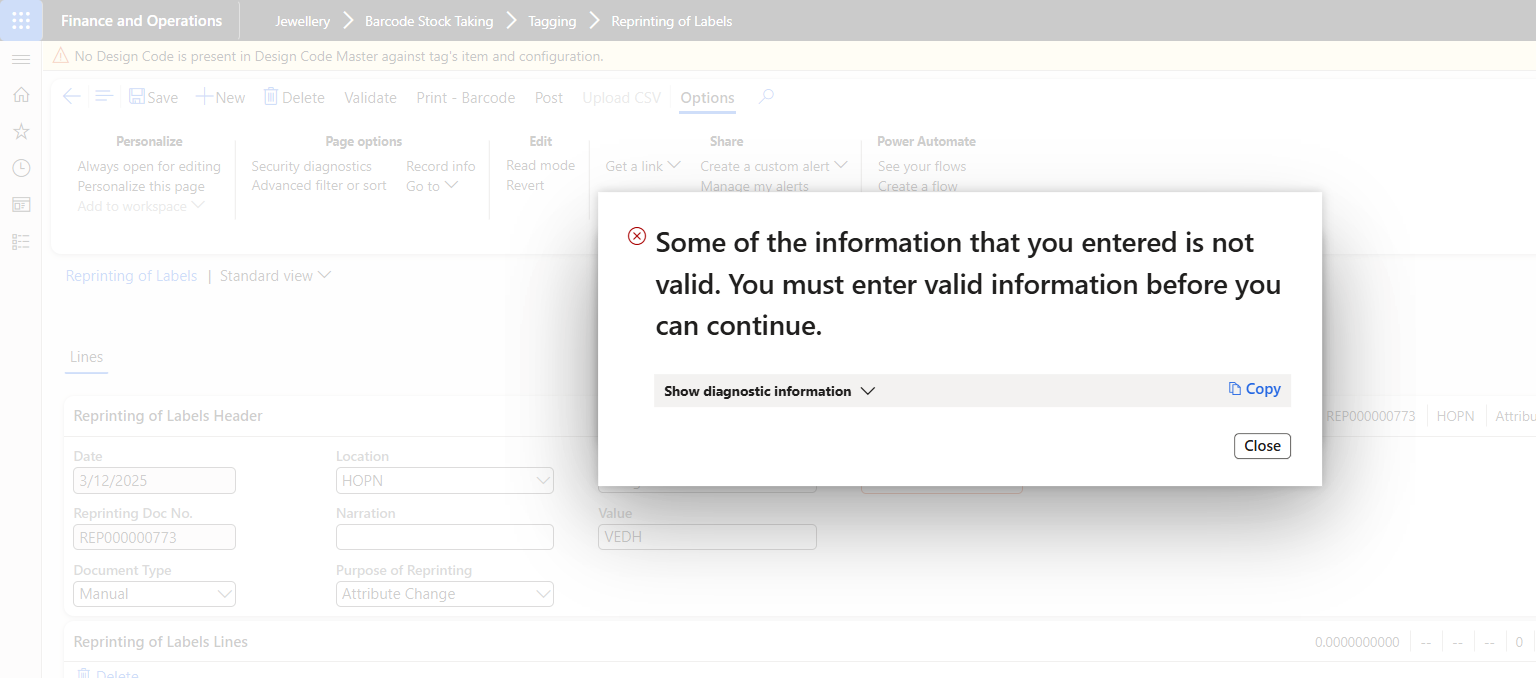 Finance and Operations
Jewellery
Barcode Stock Taking
Tagging
Reprinting of Labels
No Design Code is present in Design Code Master against tag's item and configuration.
Save
New
Delete
Validate
Print - Barcode
Post
Upload CSV
Options
Personalize
Always open for editing
Personalize this page
Add to workspace
Page options
Security diagnostics
Advanced filter or sort
Record info
Go to
Edit
Read mode
Revert
Share
Get a link
Create a custom alert
Manage my alerts
Power Automate
See your flows
Create a flow
Some of the information that you entered is not
valid. You must enter valid information before you
can continue.
Show diagnostic information
Copy
Close
Reprinting of Labels | Standard view
Lines
Reprinting of Labels Header
REP000000773
HOPN
Date
3/12/2025
Location
HOPN
Reprinting Doc No.
REP000000773
Narration
Value
VEDH
Document Type
Manual
Purpose of Reprinting
Attribute Change
Reprinting of Labels Lines
0.0000000000
--
--
--
0
Delete